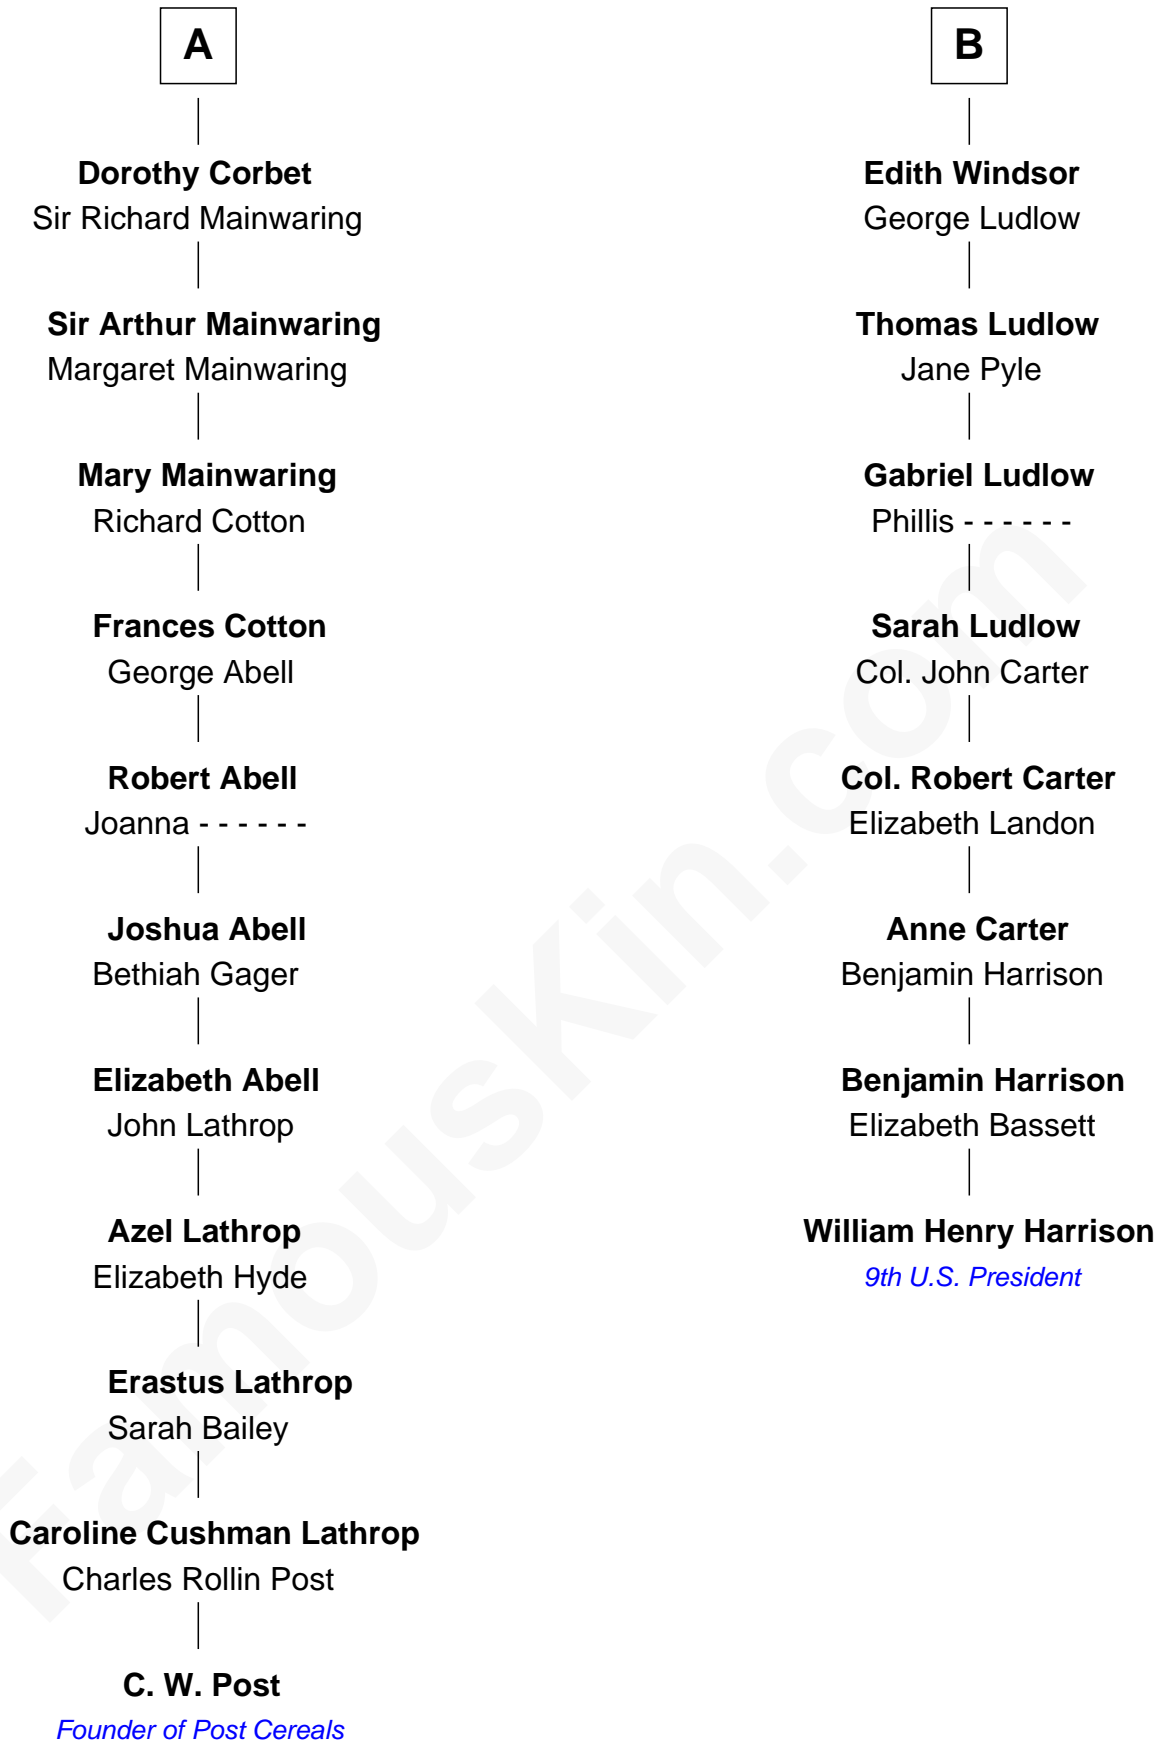 A
Dorothy Corbet
Sir Richard Mainwaring
Sir Arthur Mainwaring
Margaret Mainwaring
Mary Mainwaring
Richard Cotton
Frances Cotton
George Abell
Robert Abell
Joanna - - - - - -
Joshua Abell
Bethiah Gager
Elizabeth Abell
John Lathrop
Azel Lathrop
Elizabeth Hyde
Erastus Lathrop
Sarah Bailey
Caroline Cushman Lathrop
Charles Rollin Post
C. W. Post
Founder of Post Cereals
B
Edith Windsor
George Ludlow
Thomas Ludlow
Jane Pyle
Gabriel Ludlow
Phillis - - - - - -
Sarah Ludlow
Col. John Carter
Col. Robert Carter
Elizabeth Landon
Anne Carter
Benjamin Harrison
Benjamin Harrison
Elizabeth Bassett
William Henry Harrison
9th U.S. President
FamousKin.com